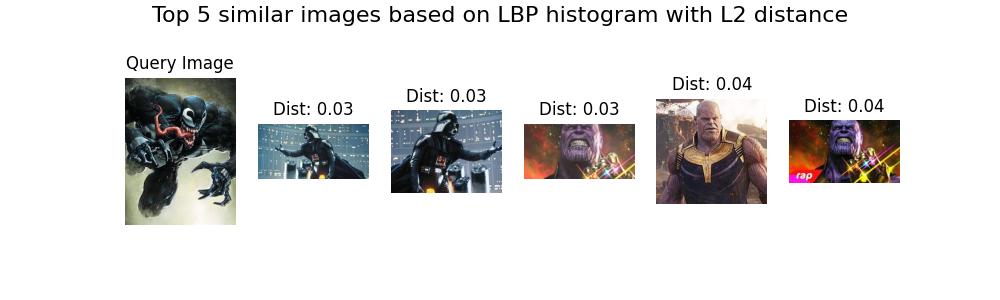 Top 5 similar images based on LBP histogram with L2 distance
Query Image
Dist: 0.03
Dist: 0.03
Dist: 0.03
Dist: 0.04
Dist: 0.04
rap